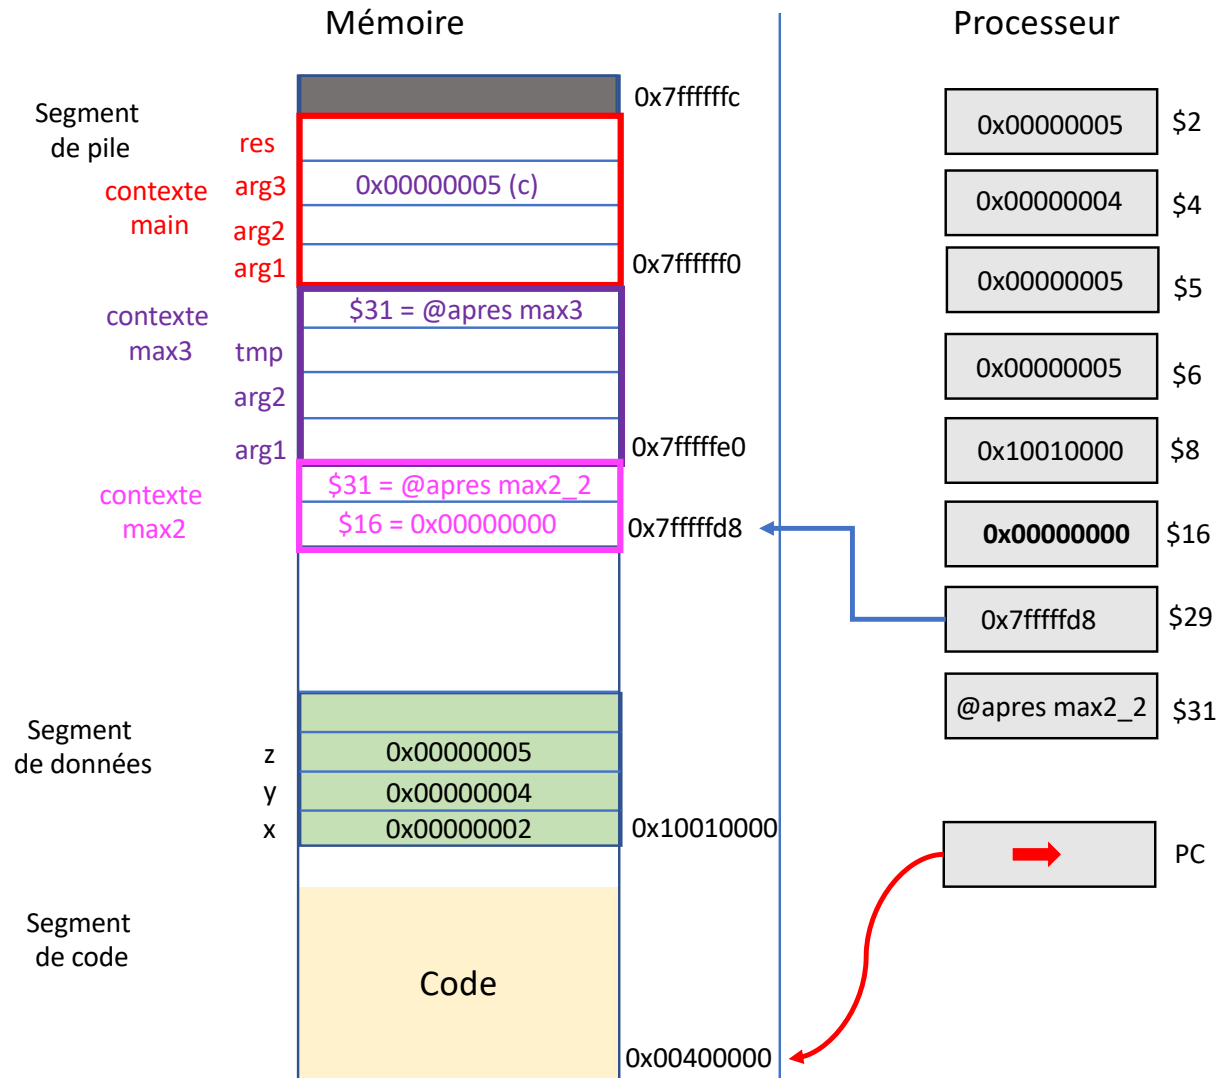 Mémoire
Processeur
Segment
de pile
0x7ffffffc
res
contexte
main
arg3
0x00000005 (c)
arg2
arg1
0x7ffffff0
contexte
max3
$31 = @apres max3
tmp
arg2
arg1
0x7fffffe0
contexte
max2
$31 = @apres max2_2
$16 = 0x00000000
0x7fffffd8
Segment
de données
z
0x00000005
y
0x00000004
x
0x00000002
0x10010000
Segment
de code
Code
0x00400000
0x00000005
$2
0x00000004
$4
0x00000005
$5
0x00000005
$6
0x10010000
$8
0x00000000
$16
0x7fffffd8
$29
@apres max2_2
$31
PC